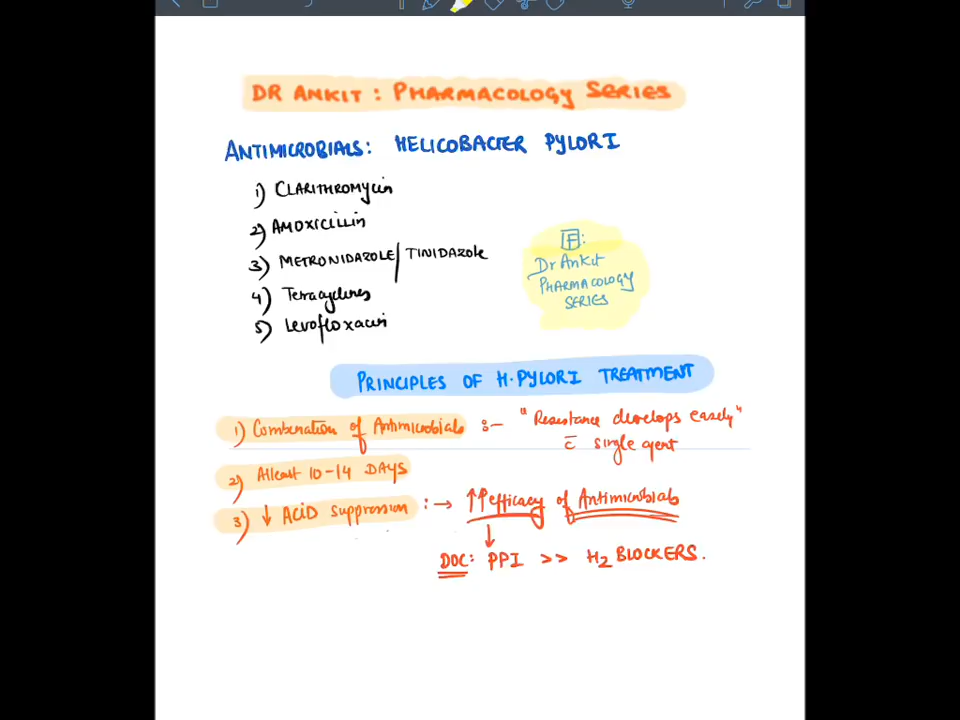 DR ANKIT : PHARMACOLOGY SERIES
ANTIMICROBIALS: HELICOBACTER PYLORI
1) CLARITHROMYCIN
2) AMOXICILLIN
3) METRONIDAZOLE/TINIDAZOLE
4) Tetracyclines
5) Levofloxacin
F:
Dr Ankit
PHARMACOLOGY
SERIES
PRINCIPLES OF H.PYLORI TREATMENT
1) Combination of Antimicrobials :- "Resistance develops easely"
c̄ single agent
2) Atleast 10-14 DAYS
3) ↓ ACID suppression :→ ↑↑ efficacy of Antimicrobials
↓
DOC: PPI >> H2 BLOCKERS.